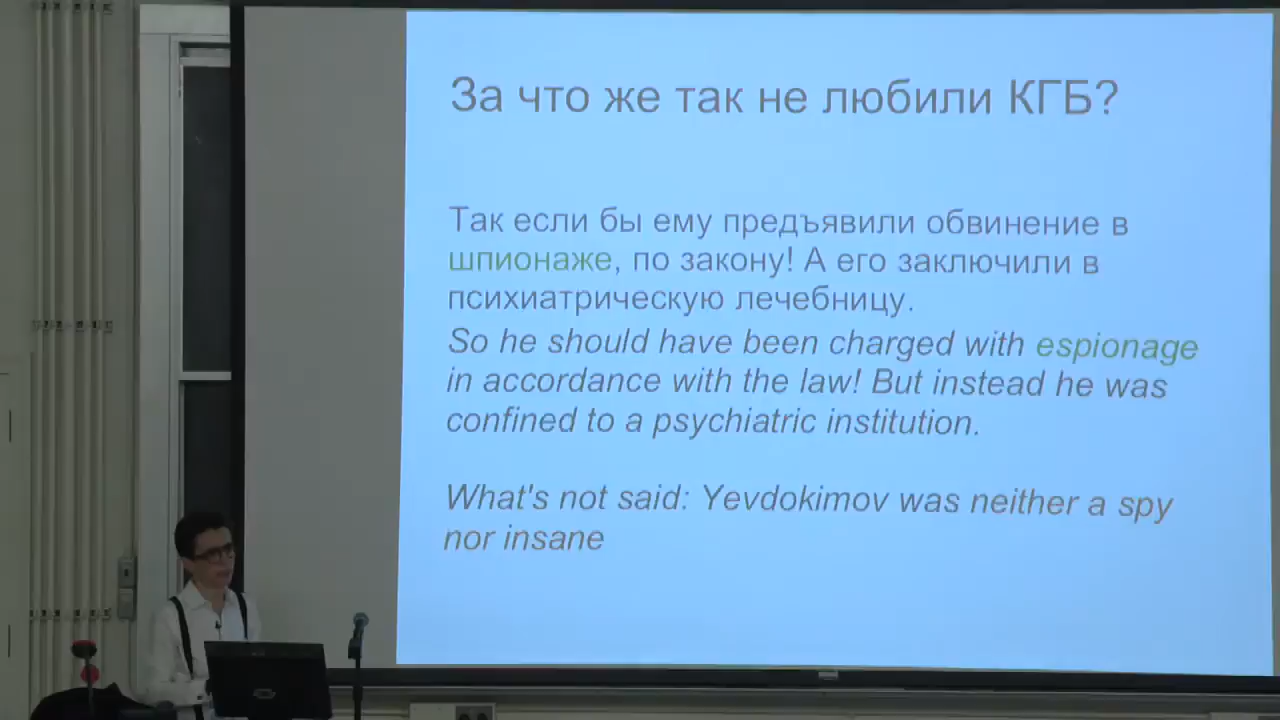 За что же так не любили КГБ?
Так если бы ему предъявили обвинение в
шпионаже, по закону! А его заключили в
психиатрическую лечебницу.
So he should have been charged with espionage
in accordance with the law! But instead he was
confined to a psychiatric institution.
What's not said: Yevdokimov was neither a spy
nor insane